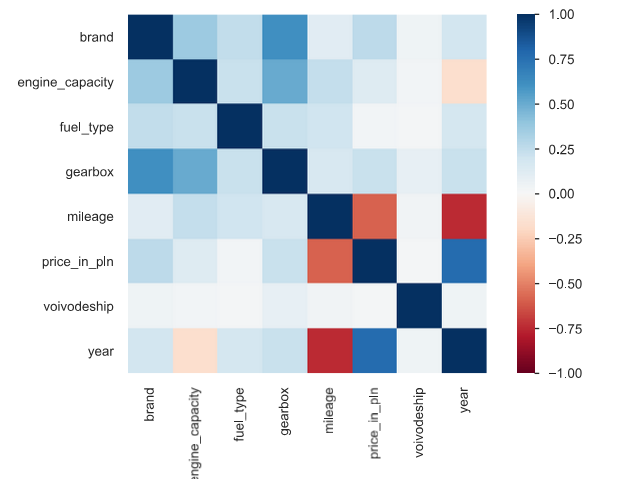 brand
engine_capacity
fuel_type
gearbox
mileage
price_in_pln
voivodeship
year
brand
engine_capacity
fuel_type
gearbox
mileage
price_in_pln
voivodeship
year
1.00
0.75
0.50
0.25
0.00
−0.25
−0.50
−0.75
−1.00